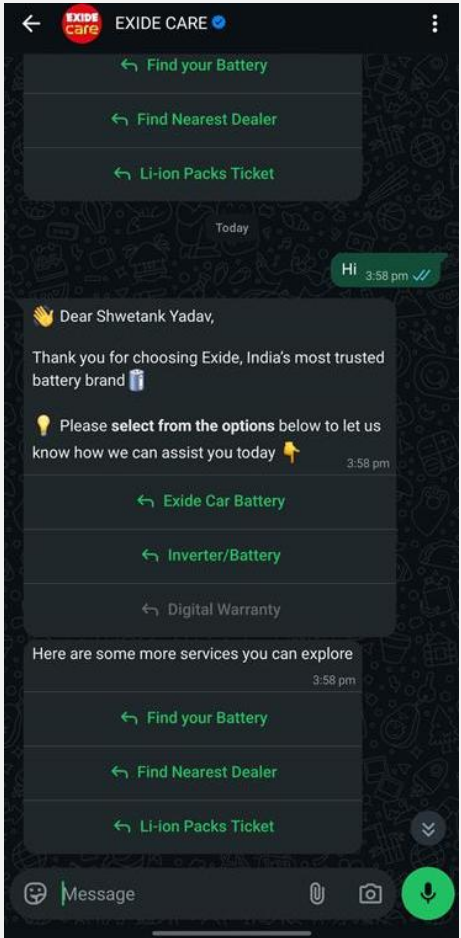 EXIDE care
EXIDE CARE
Find your Battery
Find Nearest Dealer
Li-ion Packs Ticket
Today
Hi 3:58 pm
👋 Dear Shwetank Yadav,
Thank you for choosing Exide, India's most trusted
battery brand🔋
💡 Please select from the options below to let us
know how we can assist you today 👇
3:58 pm
Exide Car Battery
Inverter/Battery
Digital Warranty
Here are some more services you can explore
3:58 pm
Find your Battery
Find Nearest Dealer
Li-ion Packs Ticket
Message